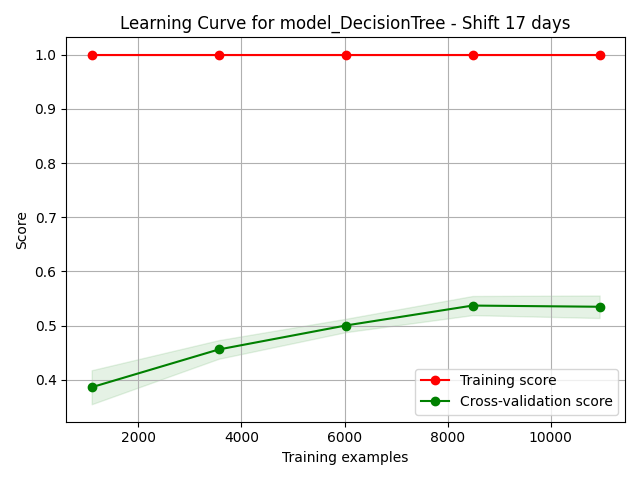 Learning Curve for model_DecisionTree - Shift 17 days
1.0
0.9
0.8
0.7
0.6
0.5
0.4
Score
2000 4000 6000 8000 10000
Training examples
Training score
Cross-validation score